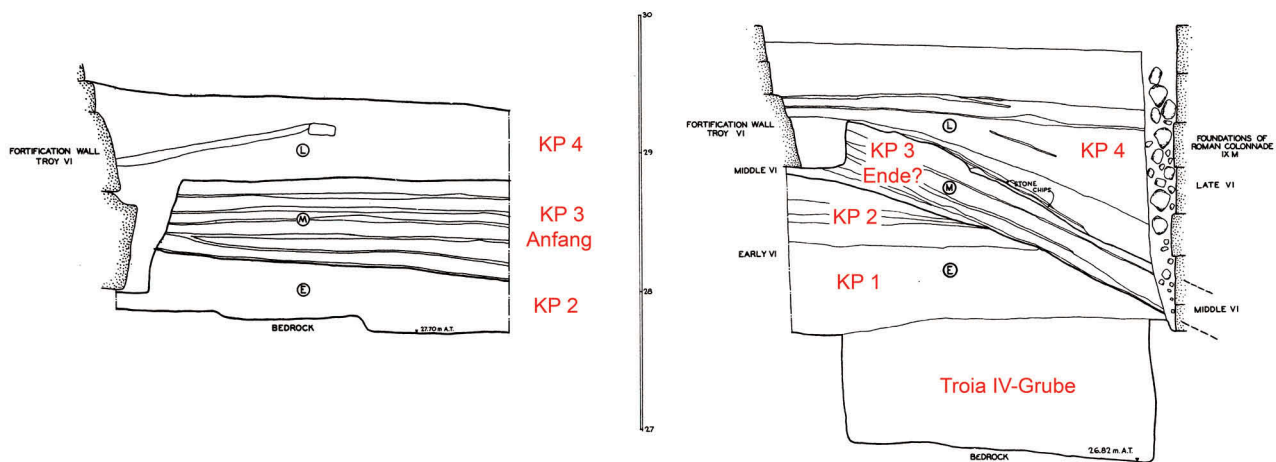 FORTIFICATION WALL
TROY VI
L
KP 4
M
KP 3
Anfang
E
KP 2
BEDROCK
27.70 m A.T.
30
29
28
27
FORTIFICATION WALL
TROY VI
MIDDLE VI
EARLY VI
L
KP 4
KP 3
Ende?
M
STONE
CHIPS
KP 2
E
KP 1
Troia IV-Grube
26.82 m. A.T.
BEDROCK
FOUNDATIONS OF
ROMAN COLONNADE
IX M
LATE VI
MIDDLE VI